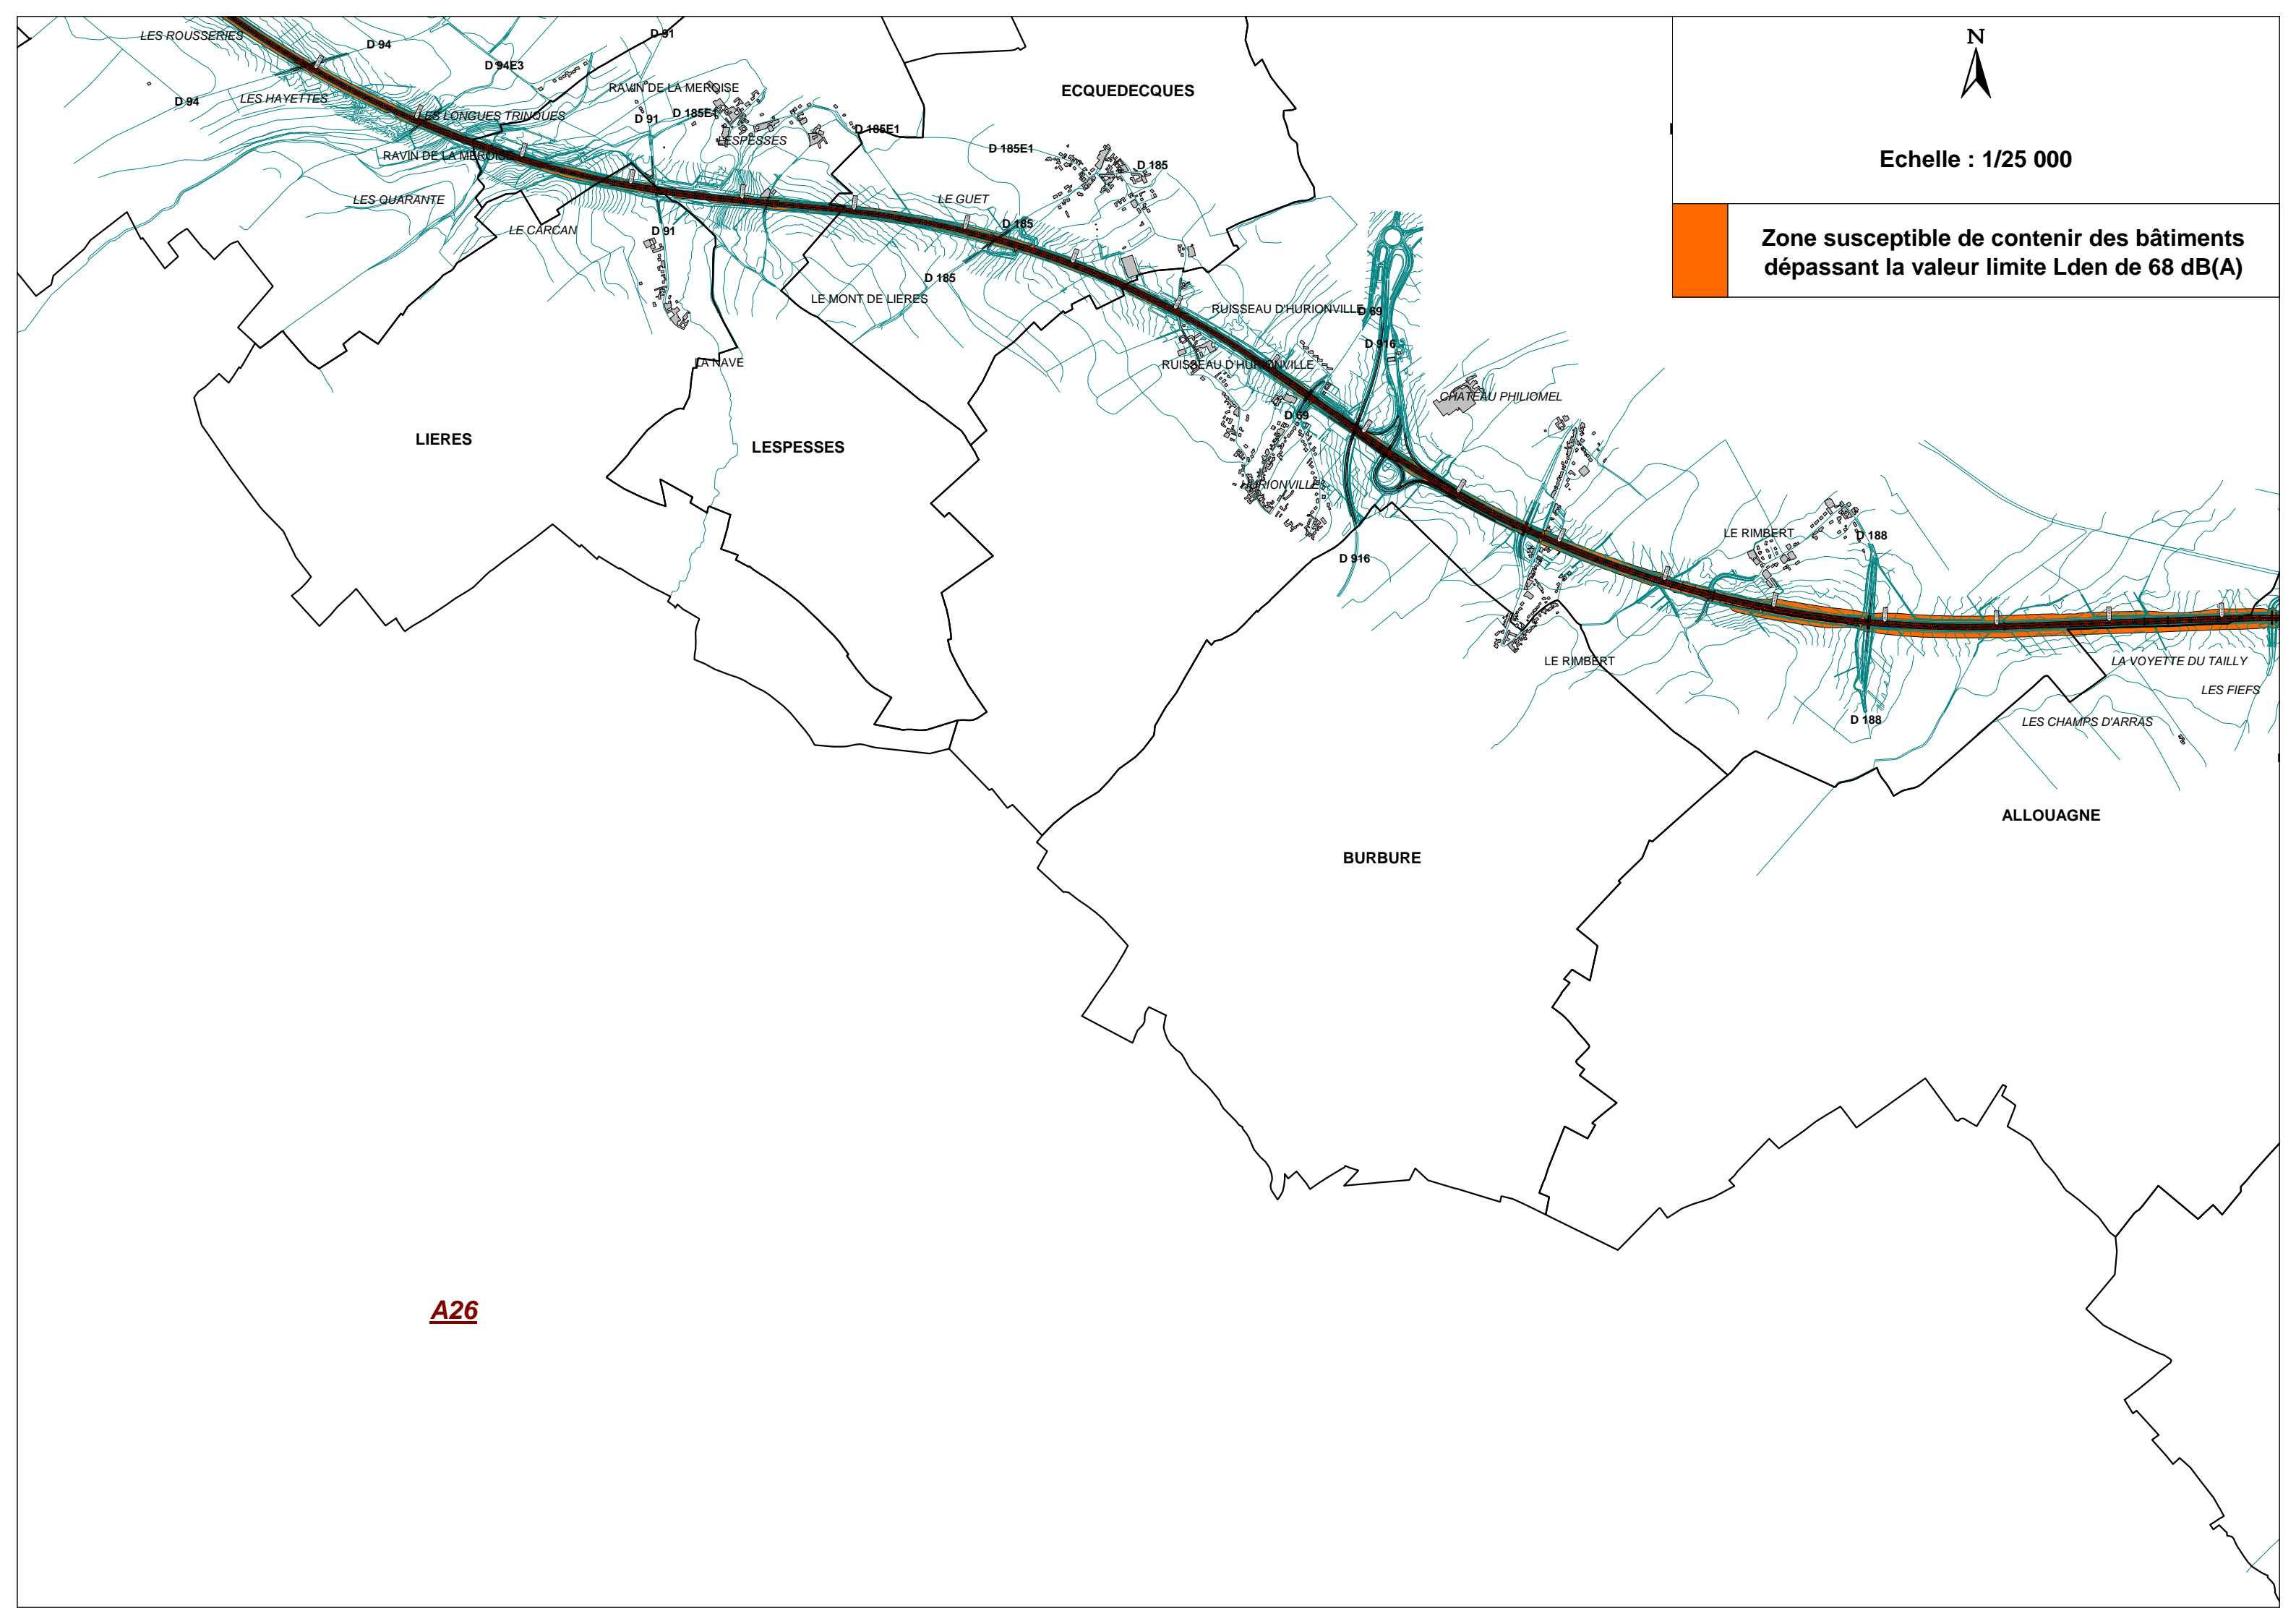 LES ROUSSERIES
D 94
D 91
N
D 94E3
RAVIN DE LA MEROISE
ECQUEDECQUES
D 94
LES HAYETTES
LES LONGUES TRINQUES
D 91
D 185E1
D 185E1
LESPESSES
D 185E1
RAVIN DE LA MEROISE
D 185
Echelle : 1/25 000
LES QUARANTE
LE GUET
LE CARCAN
D 91
D 185
Zone susceptible de contenir des bâtiments
dépassant la valeur limite Lden de 68 dB(A)
D 185
LE MONT DE LIERES
RUISSEAU D'HURIONVILLE
D 69
D 916
LA NAVE
RUISSEAU D'HURIONVILLE
CHATEAU PHILIOMEL
D 69
LIERES
LESPESSES
HURIONVILLE
LE RIMBERT
D 188
D 916
LE RIMBERT
LA VOYETTE DU TAILLY
LES FIEFS
D 188
LES CHAMPS D'ARRAS
ALLOUAGNE
BURBURE
A26